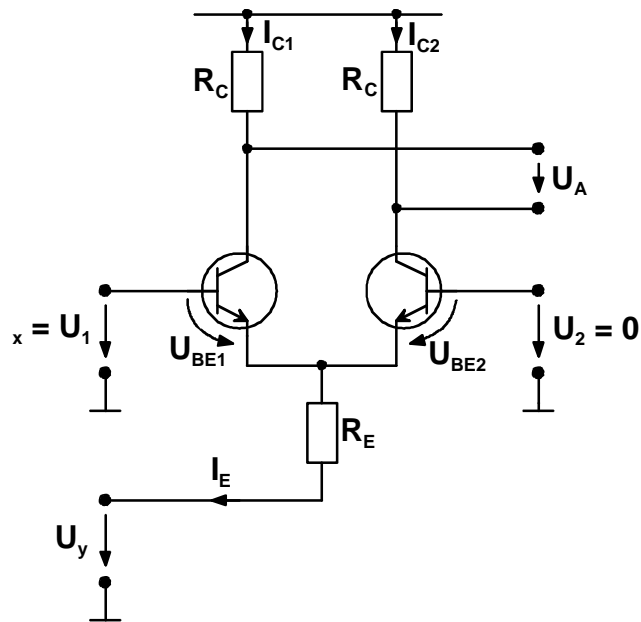 I_C1 I_C2
R_C R_C
U_A
x = U_1 U_2 = 0
U_BE1 U_BE2
R_E
I_E
U_y